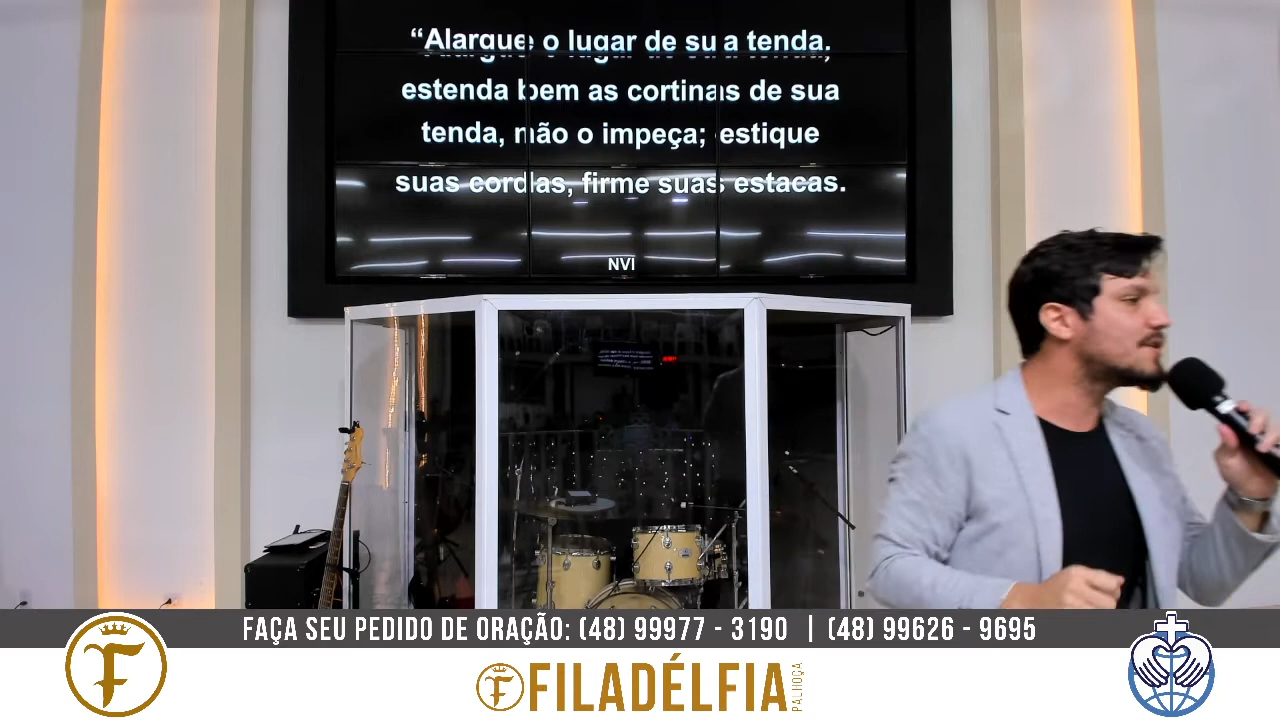 “Alargue o lugar de sua tenda.
estenda bem as cortinas de sua
tenda, não o impeça; estique
suas cordas, firme suas estacas.
NVI
FAÇA SEU PEDIDO DE ORAÇÃO: (48) 99977 - 3190 | (48) 99626 - 9695
F
F FILADÉLFIA PALHOÇA